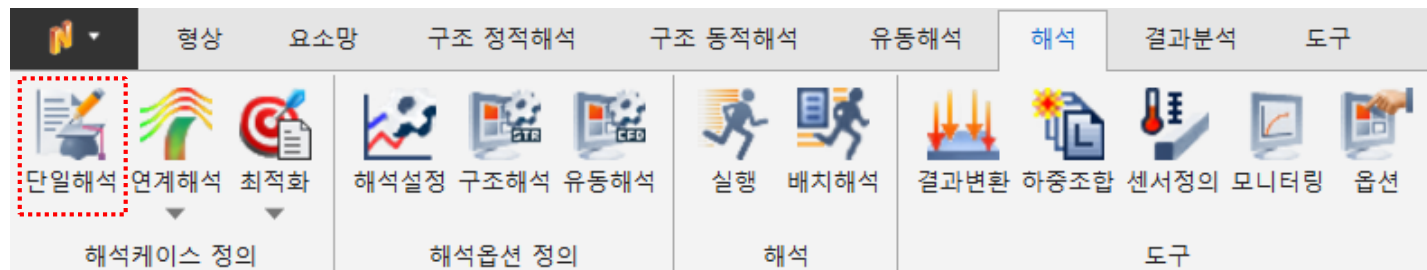 형상 요소망 구조 정적해석 구조 동적해석 유동해석 해석 결과분석 도구
STR CFD L
단일해석 연계해석 최적화 해석설정 구조해석 유동해석 실행 배치해석 결과변환 하중조합 센서정의 모니터링 옵션
해석케이스 정의 해석옵션 정의 해석 도구